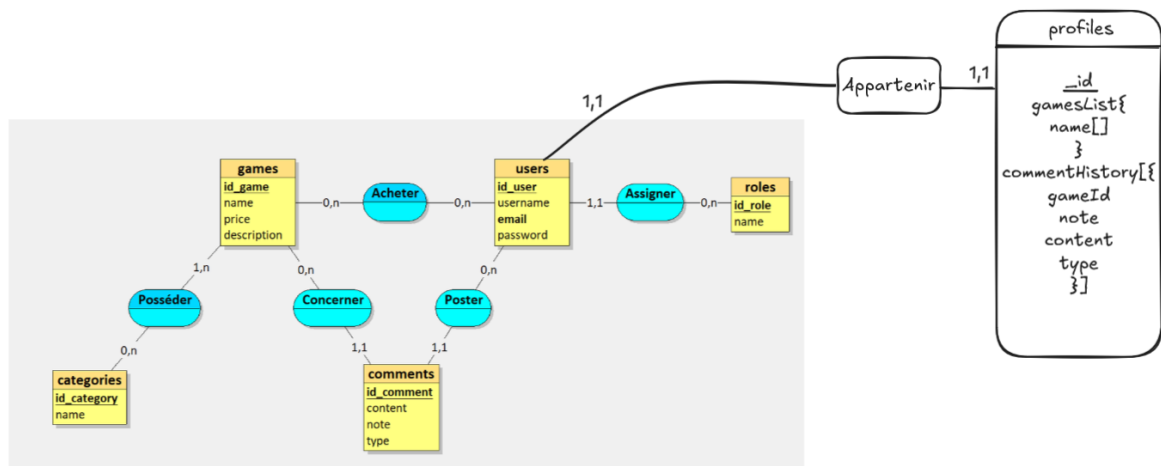 profiles
Appartenir
1,1
1,1
_id
gamesList{
name[]
}
commentHistory[{
gameId
note
content
type
}]
games
id_game
name
price
description
0,n
Acheter
0,n
users
id_user
username
email
password
1,1
Assigner
0,n
roles
id_role
name
1,n
0,n
0,n
Posséder
Concerner
Poster
0,n
1,1
1,1
categories
id_category
name
comments
id_comment
content
note
type